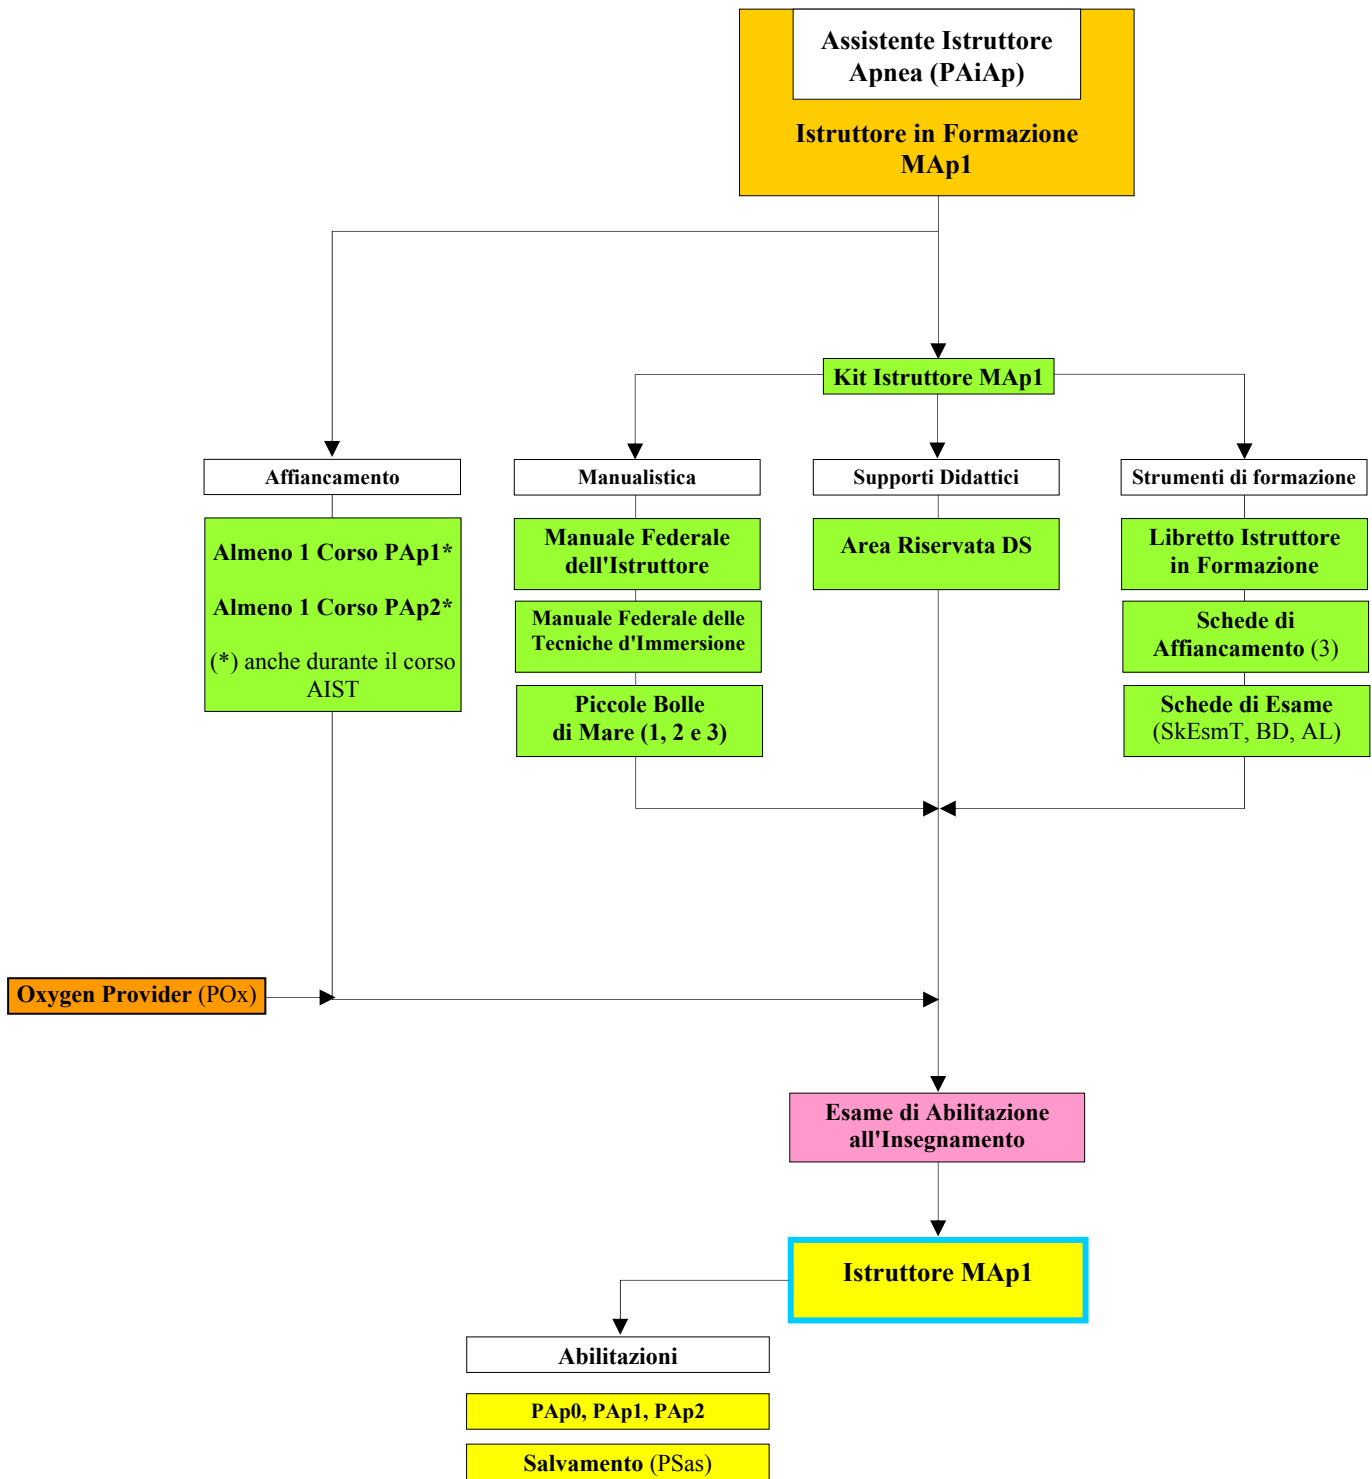 Assistente Istruttore
Apnea (PAiAp)
Istruttore in Formazione
MAp1
Kit Istruttore MAp1
Affiancamento
Manualistica
Supporti Didattici
Strumenti di formazione
Almeno 1 Corso PAp1*
Almeno 1 Corso PAp2*
(*) anche durante il corso
AIST
Manuale Federale
dell'Istruttore
Manuale Federale delle
Tecniche d'Immersione
Piccole Bolle
di Mare (1, 2 e 3)
Area Riservata DS
Libretto Istruttore
in Formazione
Schede di
Affiancamento (3)
Schede di Esame
(SkEsmT, BD, AL)
Oxygen Provider (POx)
Esame di Abilitazione
all'Insegnamento
Istruttore MAp1
Abilitazioni
PAp0, PAp1, PAp2
Salvamento (PSas)